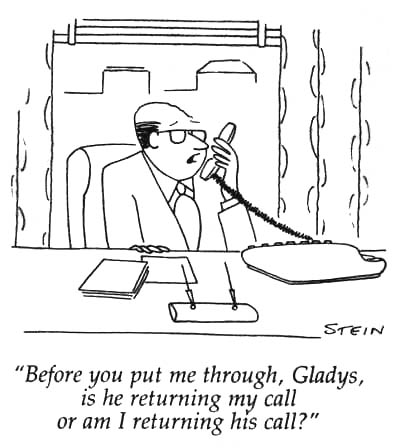 STEIN
“Before you put me through, Gladys,
is he returning my call
or am I returning his call?”